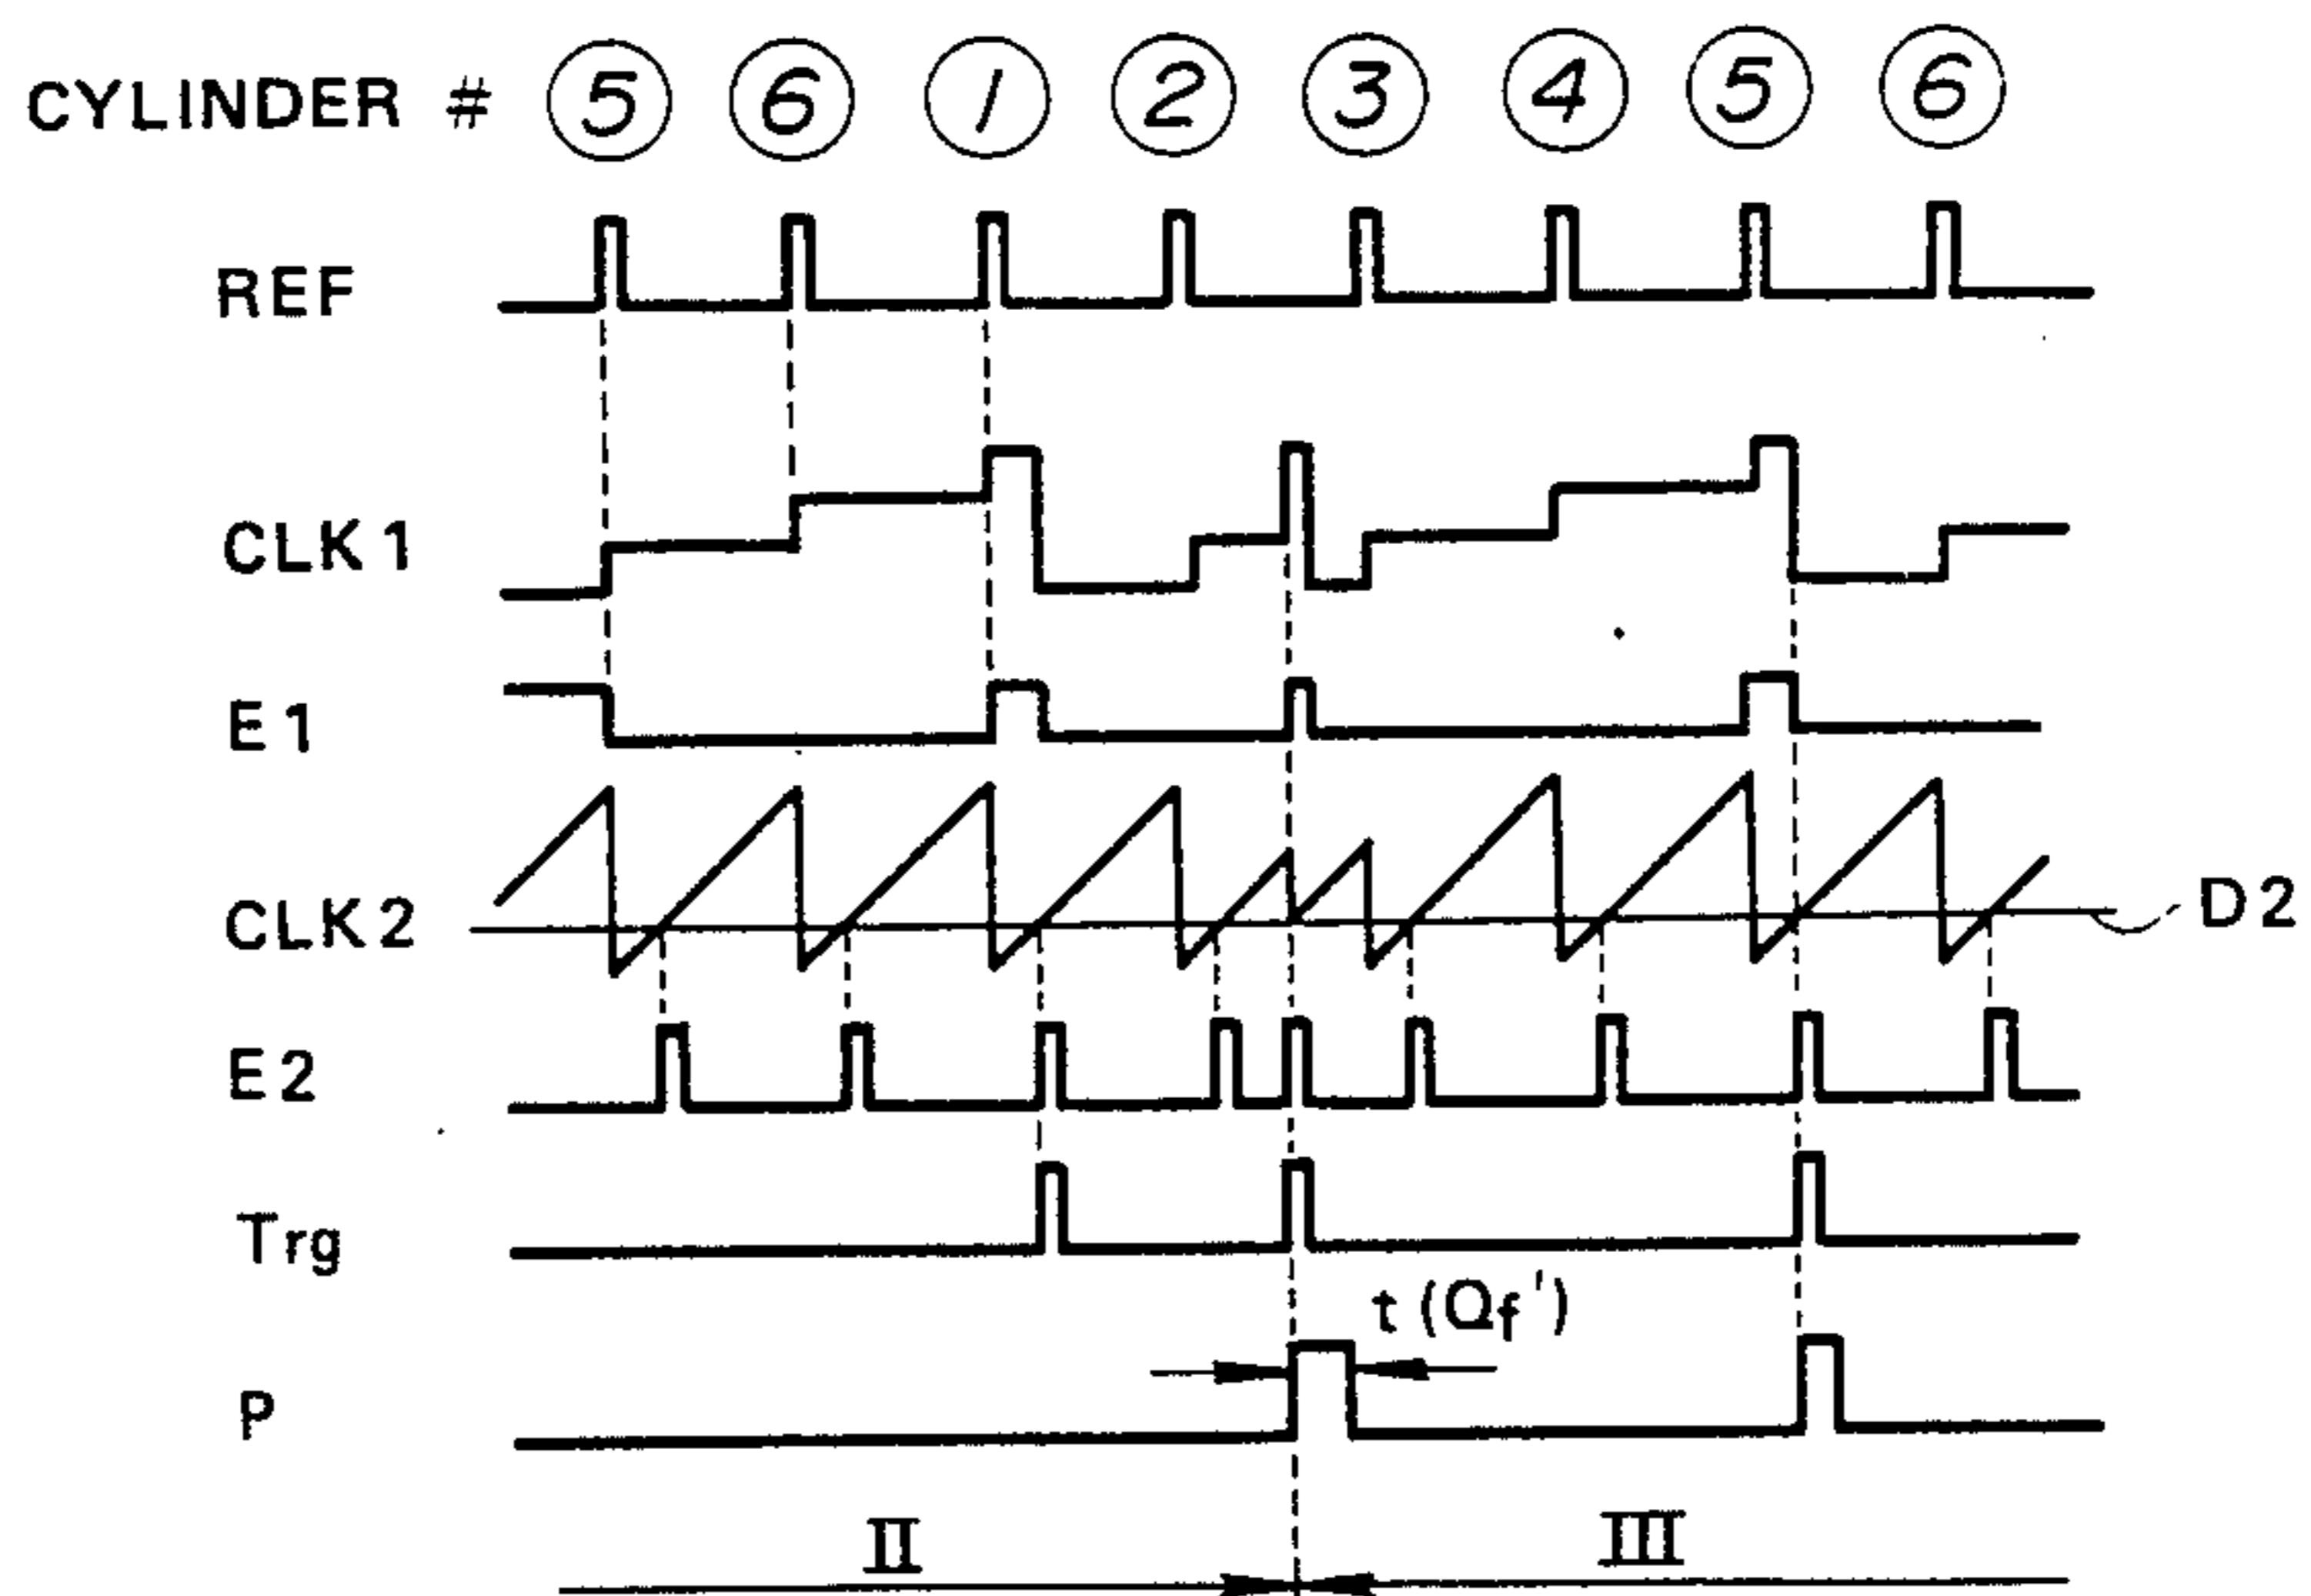 CYLINDER # ⑤ ⑥ ① ② ③ ④ ⑤ ⑥
REF
CLK1
E1
CLK2
D2
E2
Trg
t(Qf')
P
II
III